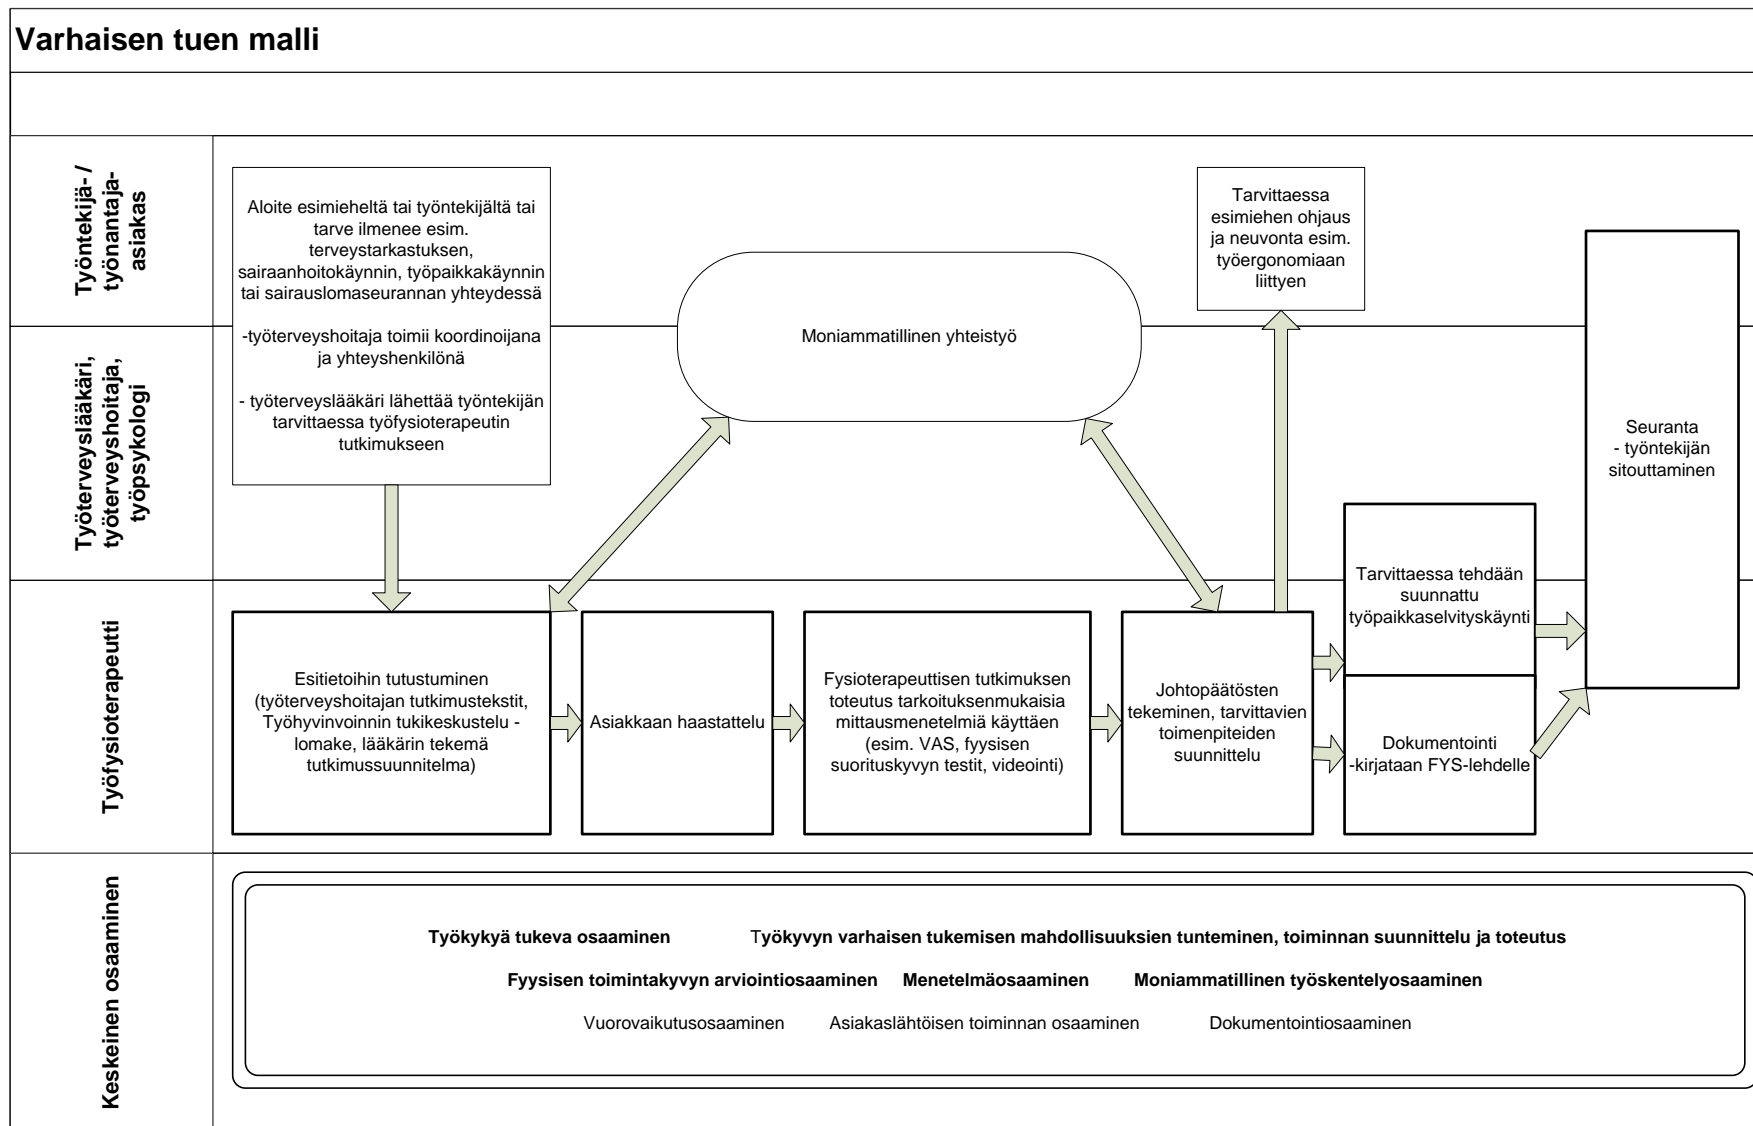 Varhaisen tuen malli
Työntekijä- /
työnantaja-
asiakas
Aloite esimieheltä tai työntekijältä tai
tarve ilmenee esim.
terveystarkastuksen,
sairaanhoitokäynnin, työpaikkakäynnin
tai sairauslomaseurannan yhteydessä
-työterveyshoitaja toimii koordinoijana
ja yhteyshenkilönä
- työterveyslääkäri lähettää työntekijän
tarvittaessa työfysioterapeutin
tutkimukseen
Moniammatillinen yhteistyö
Tarvittaessa
esimiehen ohjaus
ja neuvonta esim.
työergonomiaan
liittyen
Seuranta
- työntekijän
sitouttaminen
Työterveyslääkäri,
työterveyshoitaja,
työpsykologi
Työfysioterapeutti
Esitietoihin tutustuminen
(työterveyshoitajan tutkimustekstit,
Työhyvinvoinnin tukikeskustelu -
lomake, lääkärin tekemä
tutkimussuunnitelma)
Asiakkaan haastattelu
Fysioterapeuttisen tutkimuksen
toteutus tarkoituksenmukaisia
mittausmenetelmiä käyttäen
(esim. VAS, fyysisen
suorituskyvyn testit, videointi)
Johtopäätösten
tekeminen, tarvittavien
toimenpiteiden
suunnittelu
Tarvittaessa tehdään
suunnattu
työpaikkaselvityskäynti
Dokumentointi
-kirjataan FYS-lehdelle
Keskeinen osaaminen
Työkykyä tukeva osaaminen Työkyvyn varhaisen tukemisen mahdollisuuksien tunteminen, toiminnan suunnittelu ja toteutus
Fyysisen toimintakyvyn arviointiosaaminen Menetelmäosaaminen Moniammatillinen työskentelyosaaminen
Vuorovaikutusosaaminen Asiakaslähtöisen toiminnan osaaminen Dokumentointiosaaminen